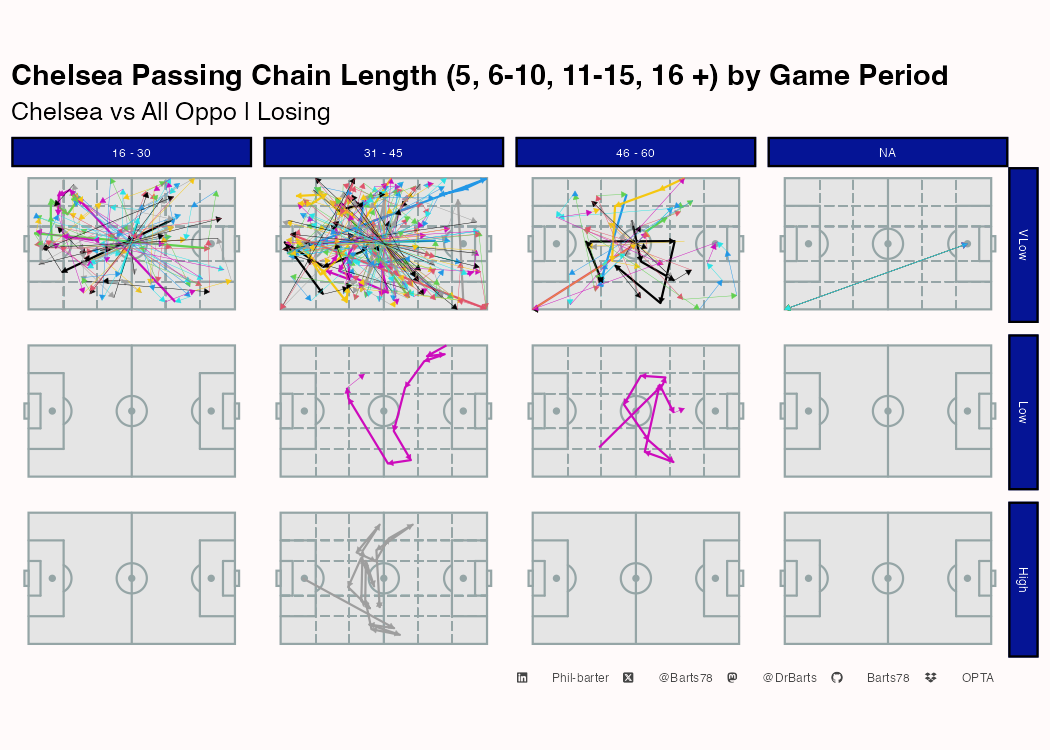 Chelsea Passing Chain Length (5, 6-10, 11-15, 16 +) by Game Period
Chelsea vs All Oppo | Losing
16 - 30
31 - 45
46 - 60
NA
V.Low
Low
High
Phil-barter @Barts78 @DrBarts Barts78 OPTA